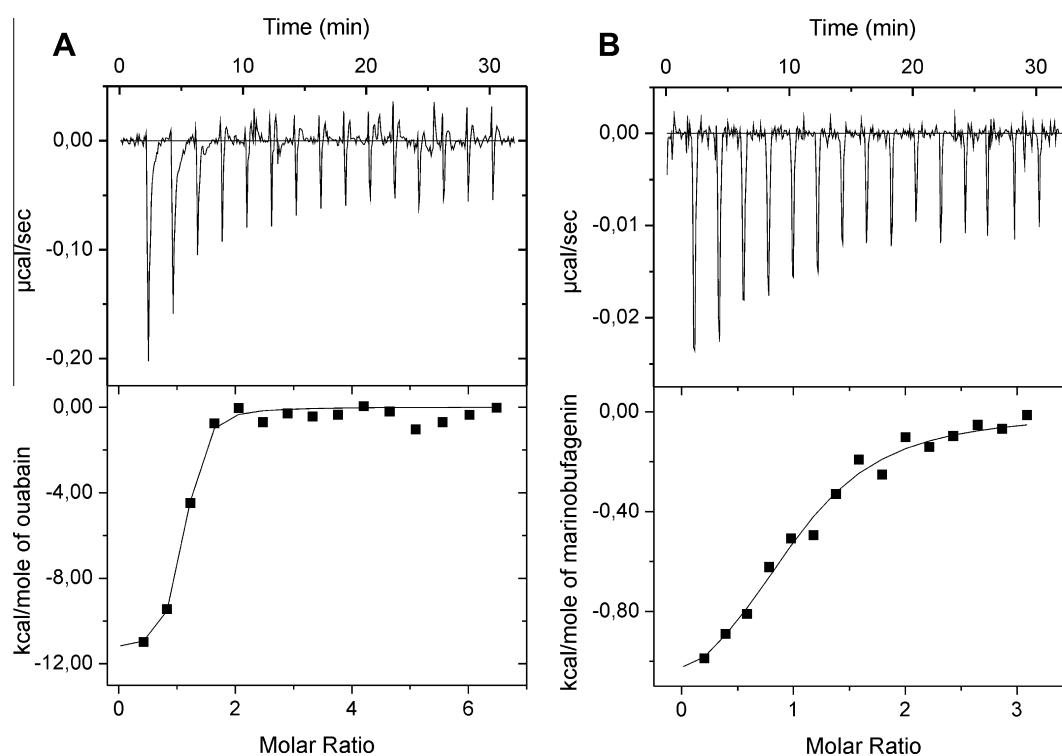 A
Time (min)
0 10 20 30
0,00
-0,10
-0,20
µcal/sec
0,00
-4,00
-8,00
-12,00
kcal/mole of ouabain
0 2 4 6
Molar Ratio
B
Time (min)
0 10 20 30
0,00
-0,01
-0,02
µcal/sec
0,00
-0,40
-0,80
kcal/mole of marinobufagenin
0 1 2 3
Molar Ratio